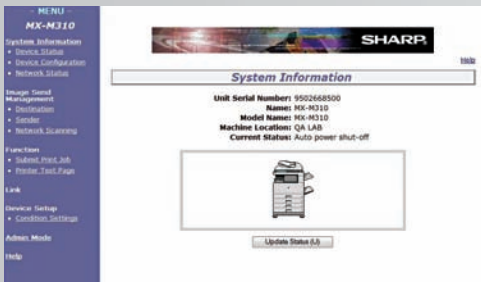 - MENU -
MX-M310
System Information
• Device Status
• Device Configuration
• Network Status
Image Send
Management
• Destination
• Sender
• Network Scanning
Function
• Submit Print Job
• Printer Test Page
Link
Device Setup
• Condition Settings
Admin Mode
Help
SHARP
Help
System Information
Unit Serial Number: 9502668500
Name: MX-M310
Model Name: MX-M310
Machine Location: QA LAB
Current Status: Auto power shut-off
Update Status (U)